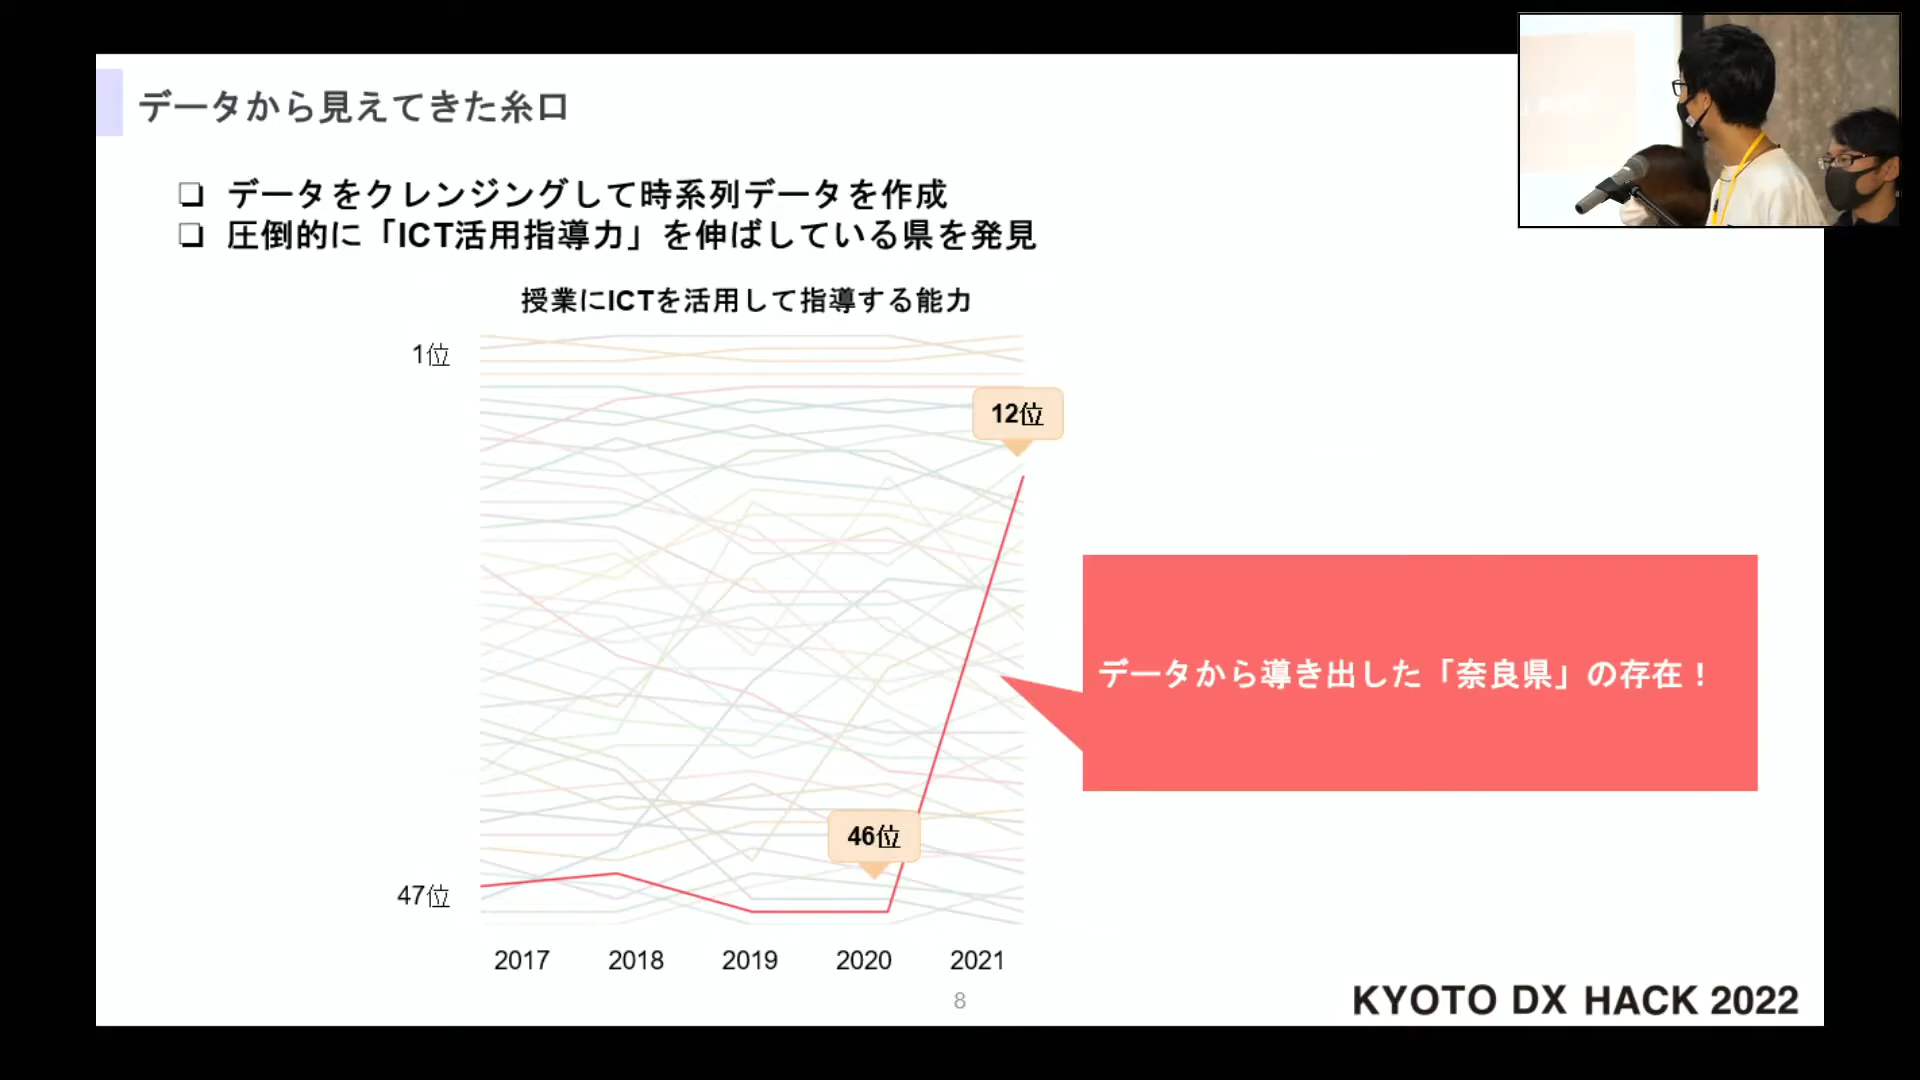 データから見えてきた糸口
❏ データをクレンジングして時系列データを作成
❏ 圧倒的に「ICT活用指導力」を伸ばしている県を発見
授業にICTを活用して指導する能力
1位
12位
データから導き出した「奈良県」の存在！
46位
47位
2017 2018 2019 2020 2021
8
KYOTO DX HACK 2022